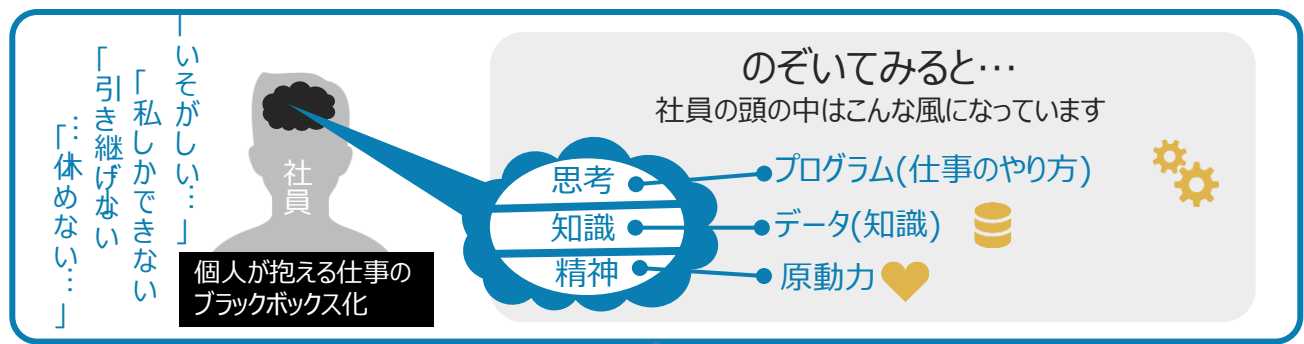 「いそがしい…」
「私しかできない
「引き継げない
…「休めない…」
社員
個人が抱える仕事の
ブラックボックス化
のぞいてみると…
社員の頭の中はこんな風になっています
思考
プログラム(仕事のやり方)
知識
データ(知識)
精神
原動力